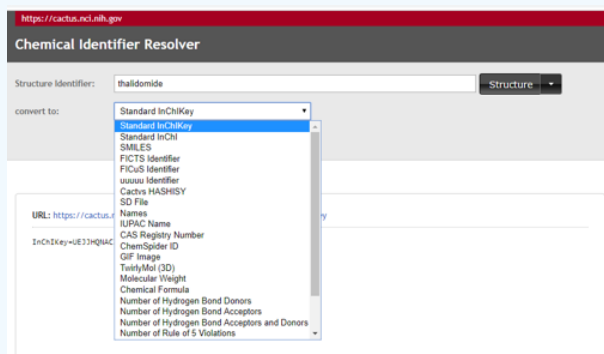 https://cactus.nci.nih.gov
Chemical Identifier Resolver
Structure Identifier: thalidomide Structure
convert to: Standard InChIKey
Standard InChIKey
Standard InChI
SMILES
FICTS Identifier
FICuS Identifier
uuuuu Identifier
Cactvs HASHISY
SD File
Names
IUPAC Name
CAS Registry Number
ChemSpider ID
GIF Image
TwirlyMol (3D)
Molecular Weight
Chemical Formula
Number of Hydrogen Bond Donors
Number of Hydrogen Bond Acceptors
Number of Hydrogen Bond Acceptors and Donors
Number of Rule of 5 Violations
URL: https://cactus. ey
InChIKey=UEJJHQNAC